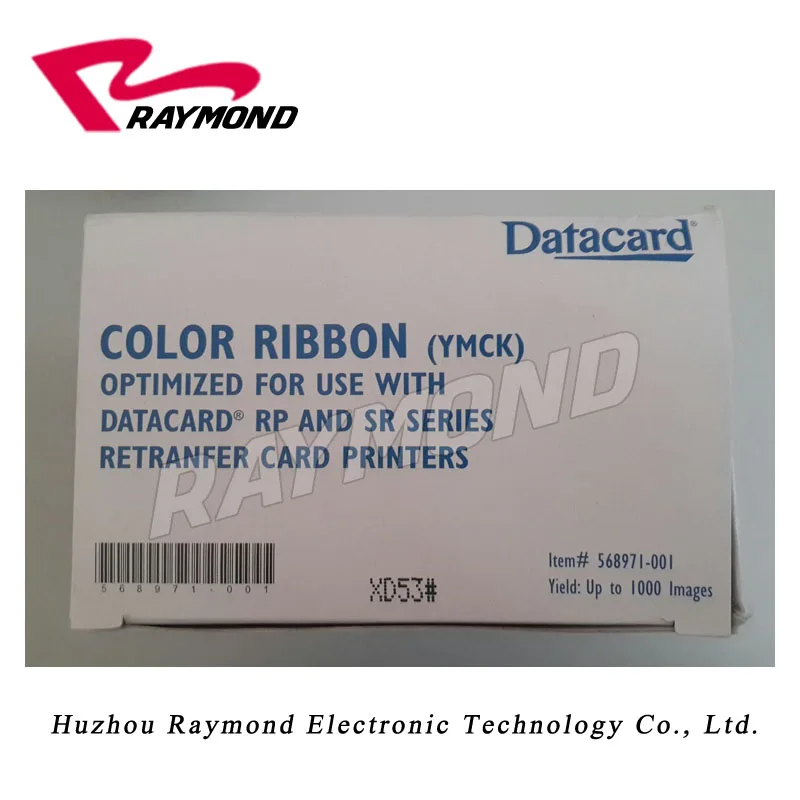 RAYMOND
Datacard®
COLOR RIBBON (YMCK)
OPTIMIZED FOR USE WITH
DATACARD® RP AND SR SERIES
RETRANFER CARD PRINTERS
RAYMOND
568971-001
XD53#
Item# 568971-001
Yield: Up to 1000 Images
Huzhou Raymond Electronic Technology Co., Ltd.